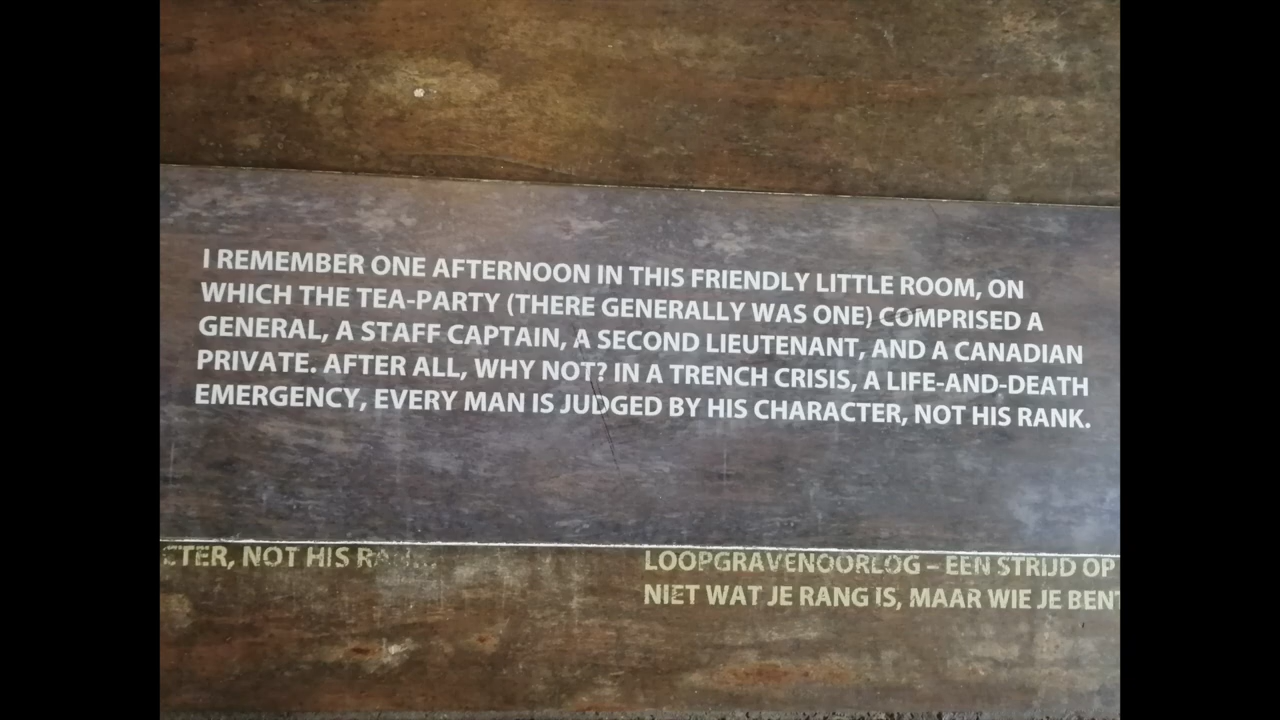 I REMEMBER ONE AFTERNOON IN THIS FRIENDLY LITTLE ROOM, ON
WHICH THE TEA-PARTY (THERE GENERALLY WAS ONE) COMPRISED A
GENERAL, A STAFF CAPTAIN, A SECOND LIEUTENANT, AND A CANADIAN
PRIVATE. AFTER ALL, WHY NOT? IN A TRENCH CRISIS, A LIFE-AND-DEATH
EMERGENCY, EVERY MAN IS JUDGED BY HIS CHARACTER, NOT HIS RANK.
CTER, NOT HIS RA
LOOPGRAVENOORLOG – EEN STRIJD OP
NIET WAT JE RANG IS, MAAR WIE JE BENT